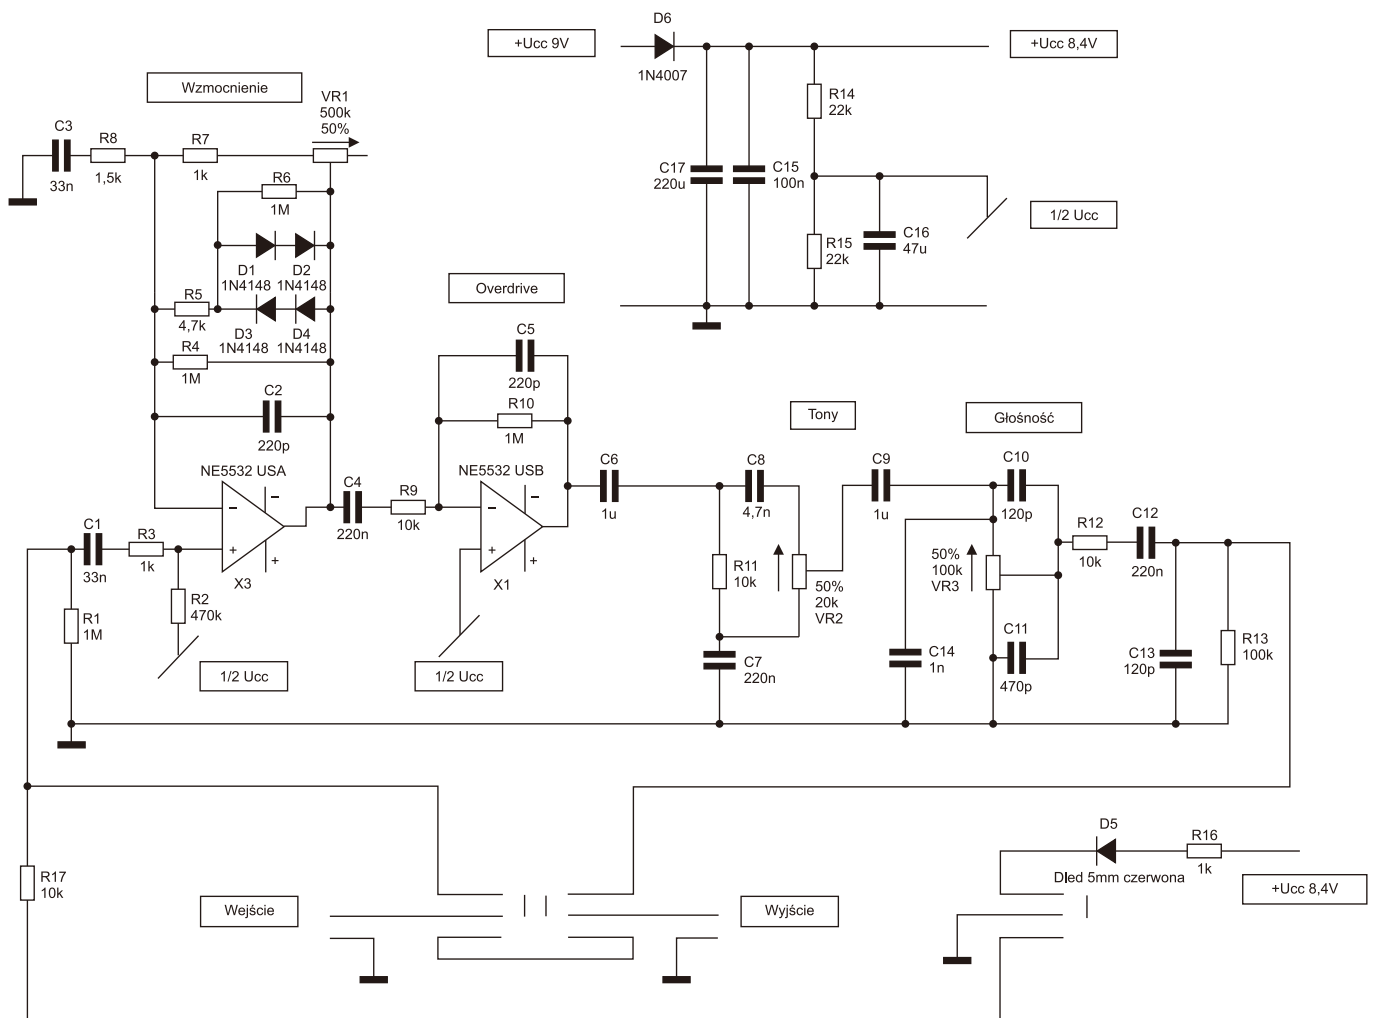 D6
+Ucc 9V
+Ucc 8,4V
1N4007
Wzmocnienie
VR1
500k
50%
R14
22k
C3
R8
R7
33n
1,5k
1k
C17
220u
C15
100n
R6
1M
1/2 Ucc
R15
22k
C16
47u
D1
1N4148
D2
1N4148
Overdrive
R5
4,7k
D3
1N4148
D4
1N4148
C5
220p
R4
1M
C2
220p
R10
1M
Tony
Głośność
NE5532 USA
NE5532 USB
C4
220n
R9
10k
C6
1u
C8
4,7n
C9
1u
C10
120p
R12
10k
C12
220n
C1
33n
R3
1k
−
−
+
+
X3
−
−
+
+
X1
R11
10k
50%
20k
VR2
50%
100k
VR3
R2
470k
R1
1M
1/2 Ucc
1/2 Ucc
C7
220n
C14
1n
C11
470p
C13
120p
R13
100k
D5
R16
Dled 5mm czerwona
1k
R17
10k
+Ucc 8,4V
Wejście
Wyjście